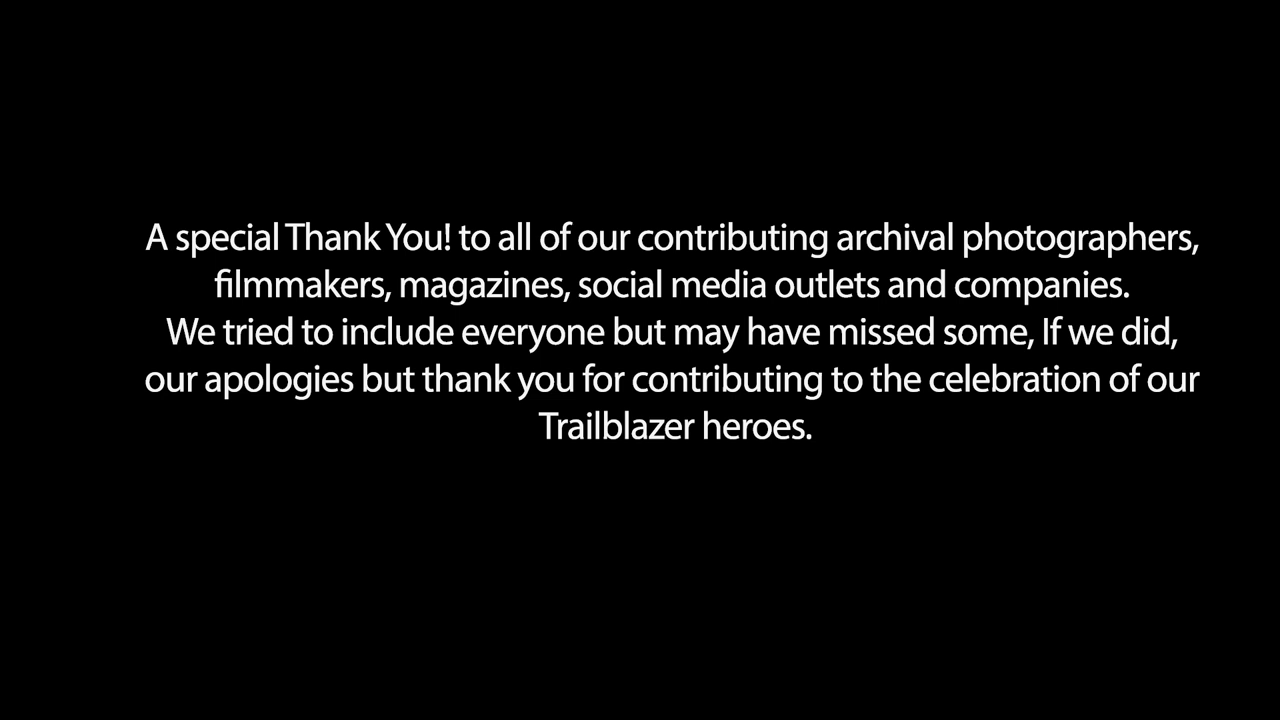 A special Thank You! to all of our contributing archival photographers,
filmmakers, magazines, social media outlets and companies.
We tried to include everyone but may have missed some, If we did,
our apologies but thank you for contributing to the celebration of our
Trailblazer heroes.